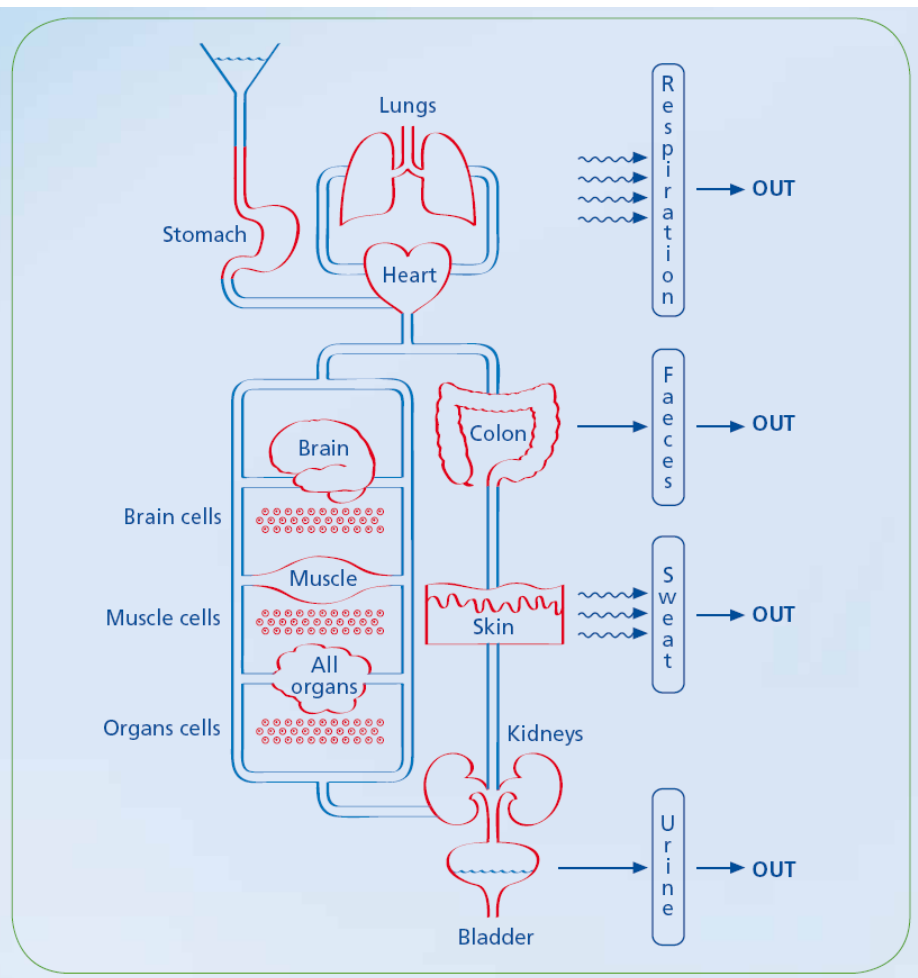 Lungs
Respiration
OUT
Stomach
Heart
Faeces
OUT
Colon
Brain
Brain cells
Muscle
Muscle cells
Sweat
OUT
Skin
All
organs
Organs cells
Kidneys
Urine
OUT
Bladder